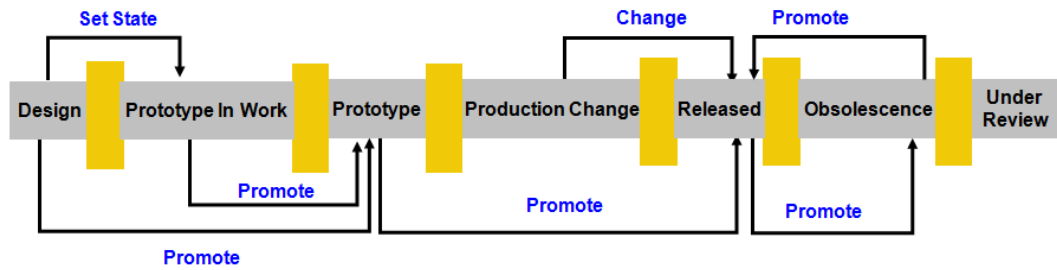 Set State
Change
Promote
Design
Prototype In Work
Prototype
Production Change
Released
Obsolescence
Under
Review
Promote
Promote
Promote
Promote